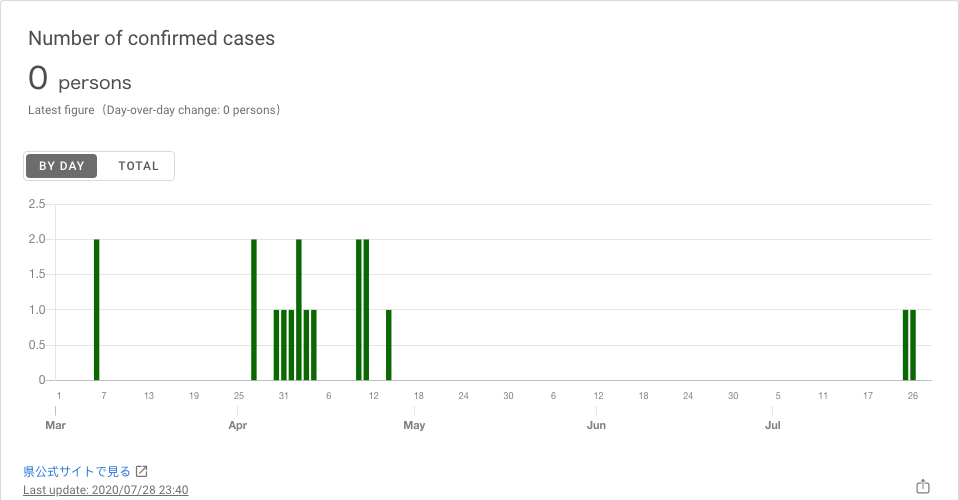 Number of confirmed cases
0 persons
Latest figure（Day-over-day change: 0 persons）
BY DAY TOTAL
2.5
2.0
1.5
1.0
0.5
0
1 7 13 19 25 31 6 12 18 24 30 6 12 18 24 30 5 11 17 26
Mar Apr May Jun Jul
県公式サイトで見る
Last update: 2020/07/28 23:40